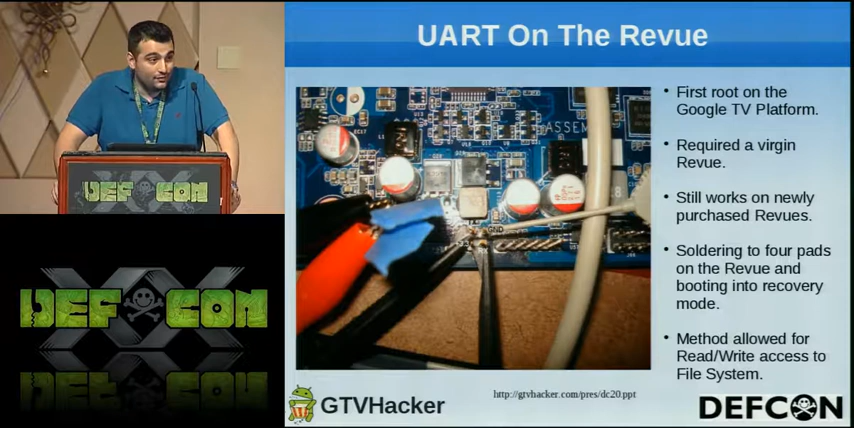 UART On The Revue
DEF CON
DEF CON
ASSEM
GND
• First root on the
Google TV Platform.
• Required a virgin
Revue.
• Still works on newly
purchased Revues.
• Soldering to four pads
on the Revue and
booting into recovery
mode.
• Method allowed for
Read/Write access to
File System.
GTVHacker
http://gtvhacker.com/pres/dc20.ppt
DEFCON